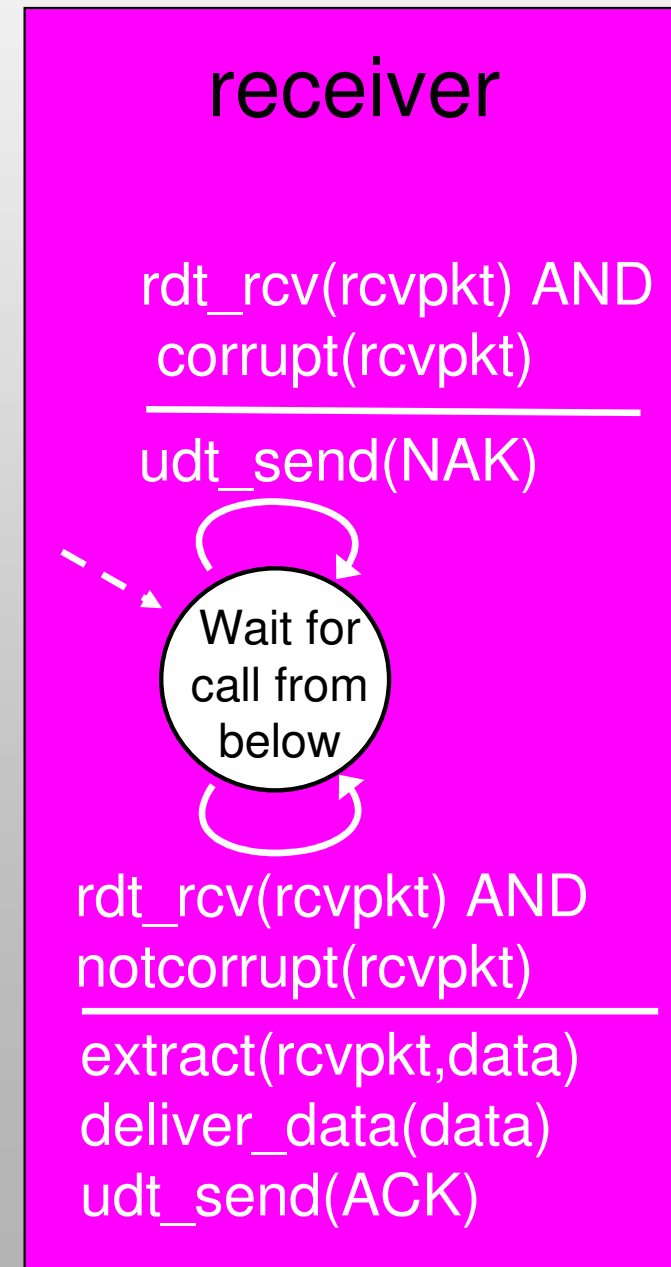 receiver
rdt_rcv(rcvpkt) AND
corrupt(rcvpkt)
udt_send(NAK)
Wait for
call from
below
rdt_rcv(rcvpkt) AND
notcorrupt(rcvpkt)
extract(rcvpkt,data)
deliver_data(data)
udt_send(ACK)